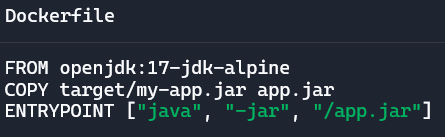 Dockerfile
FROM openjdk:17-jdk-alpine
COPY target/my-app.jar app.jar
ENTRYPOINT ["java", "-jar", "/app.jar"]